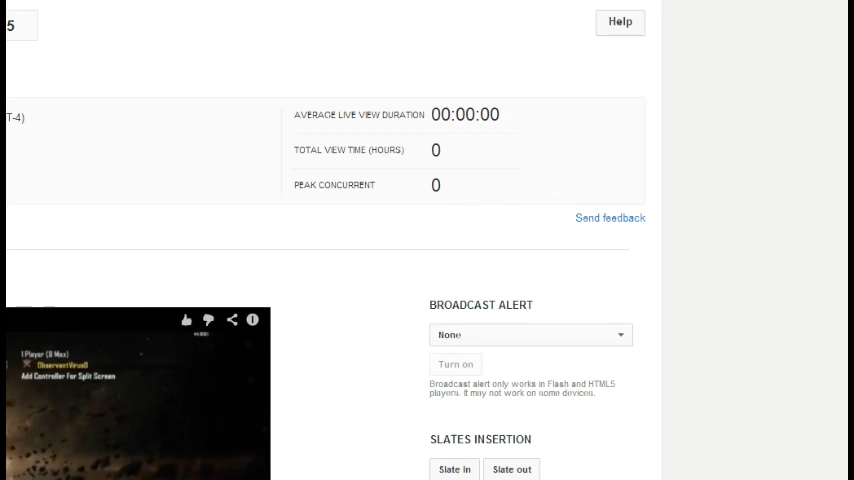 5
Help
T-4)
AVERAGE LIVE VIEW DURATION 00:00:00
TOTAL VIEW TIME (HOURS) 0
PEAK CONCURRENT 0
Send feedback
BROADCAST ALERT
None
Turn on
Broadcast alert only works in Flash and HTML5
players. It may not work on some devices.
1 Player (8 Max)
ObservantVirus0
Add Controller For Split Screen
SLATES INSERTION
Slate In
Slate out